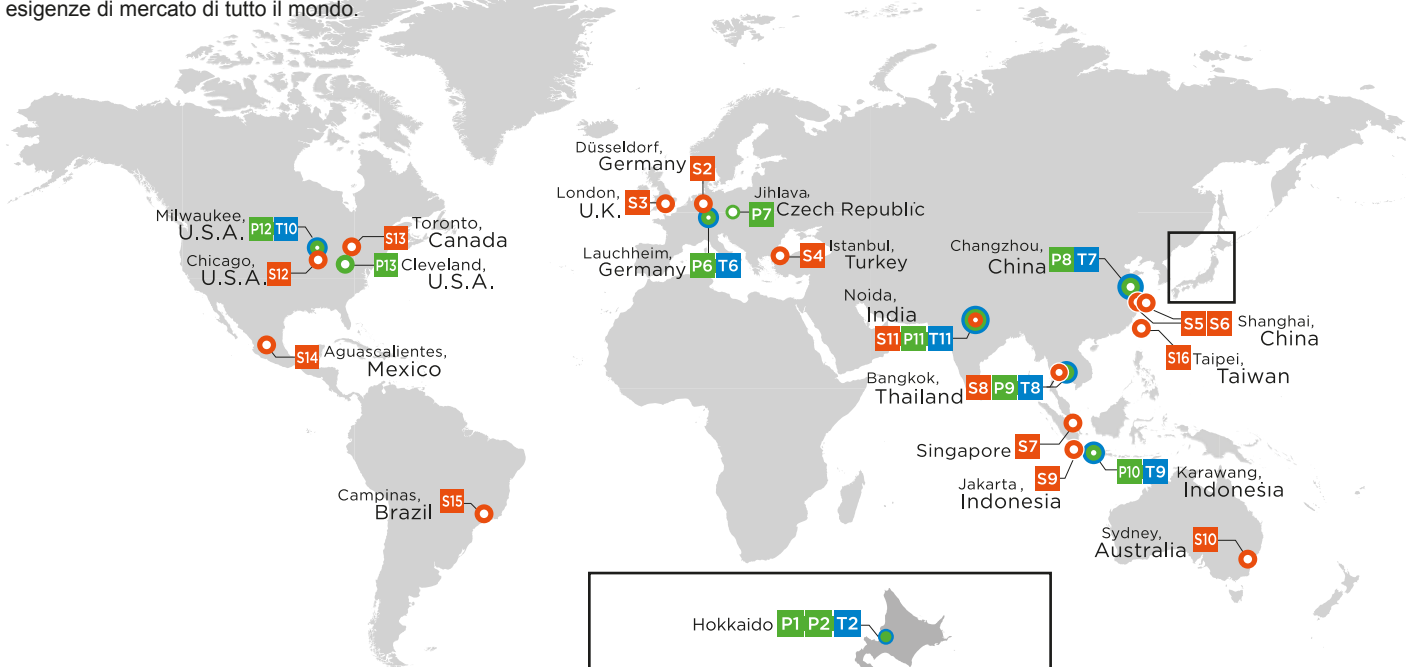 esigenze di mercato di tutto il mondo.
Düsseldorf,
Germany S2
London, S3
U.K.
Jihlava,
P7 Czech Republic
Milwaukee,
U.S.A. P12 T10
Toronto,
S13 Canada
Chicago,
U.S.A. S12
P13 Cleveland,
U.S.A.
Lauchheim,
Germany P6 T6
S4 Istanbul,
Turkey
Changzhou,
China P8 T7
Noida,
India
S11 P11 T11
S5 S6 Shanghai,
China
S14 Aguascalientes,
Mexico
S16 Taipei,
Taiwan
Bangkok,
Thailand S8 P9 T8
Singapore S7
Jakarta, S9
Indonesia
P10 T9 Karawang,
Indonesia
Campinas, S15
Brazil
Sydney, S10
Australia
Hokkaido P1 P2 T2